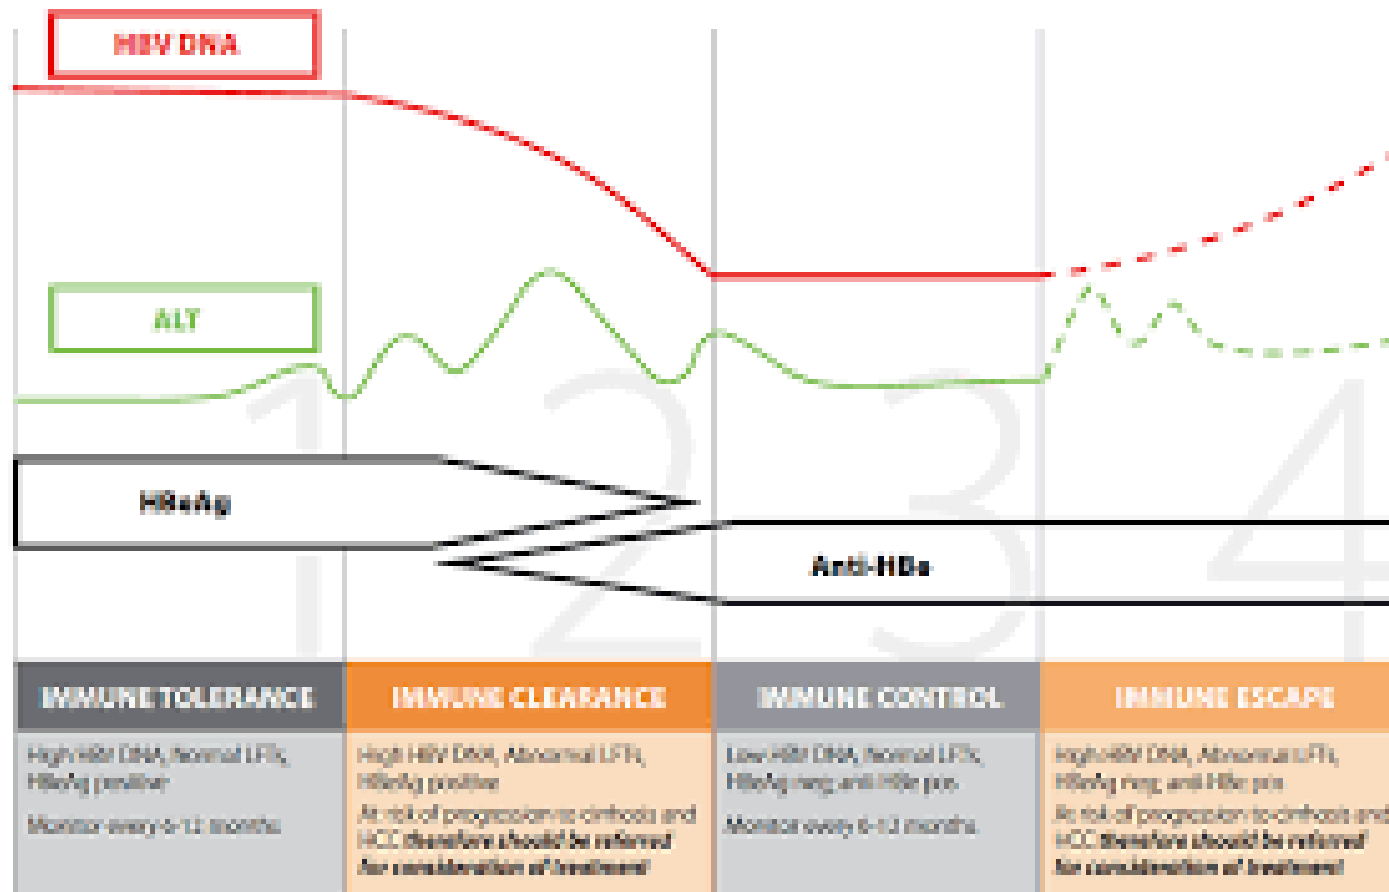 HBV DNA
ALT
1 2 3 4
HBeAg
Anti-HBe
IMMUNE TOLERANCE
High HBV DNA, Normal LFTs,
HBeAg positive
Monitor every 6-12 months
IMMUNE CLEARANCE
High HBV DNA, Abnormal LFTs,
HBeAg positive
At risk of progression to cirrhosis and
HCC therefore should be referred
for consideration of treatment
IMMUNE CONTROL
Low HBV DNA, Normal LFTs,
HBeAg neg, anti-HBe pos
Monitor every 6-12 months
IMMUNE ESCAPE
High HBV DNA, Abnormal LFTs,
HBeAg neg, anti-HBe pos
At risk of progression to cirrhosis and
HCC therefore should be referred
for consideration of treatment